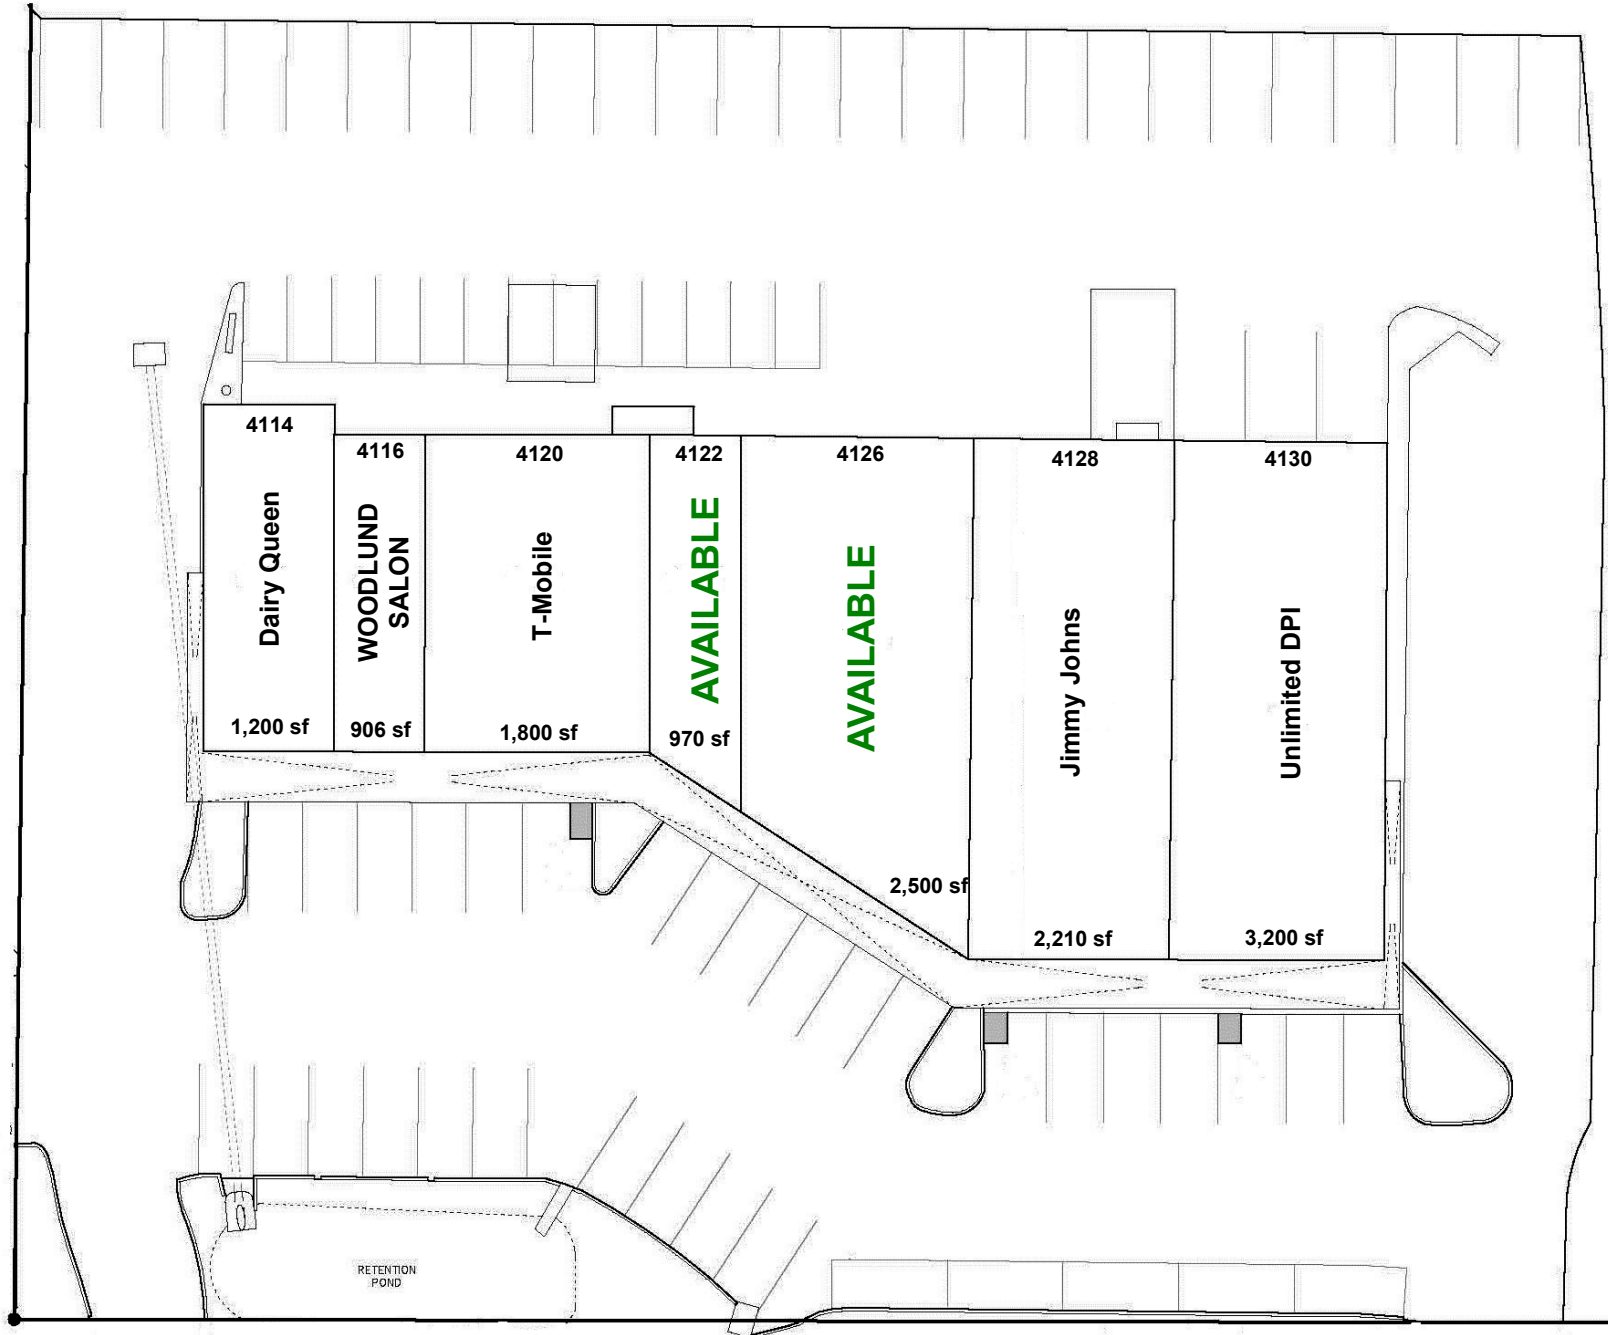 4114
Dairy Queen
1,200 sf
4116
WOODLUND
SALON
906 sf
4120
T-Mobile
1,800 sf
4122
AVAILABLE
970 sf
4126
AVAILABLE
2,500 sf
4128
Jimmy Johns
2,210 sf
4130
Unlimited DPI
3,200 sf
RETENTION
POND